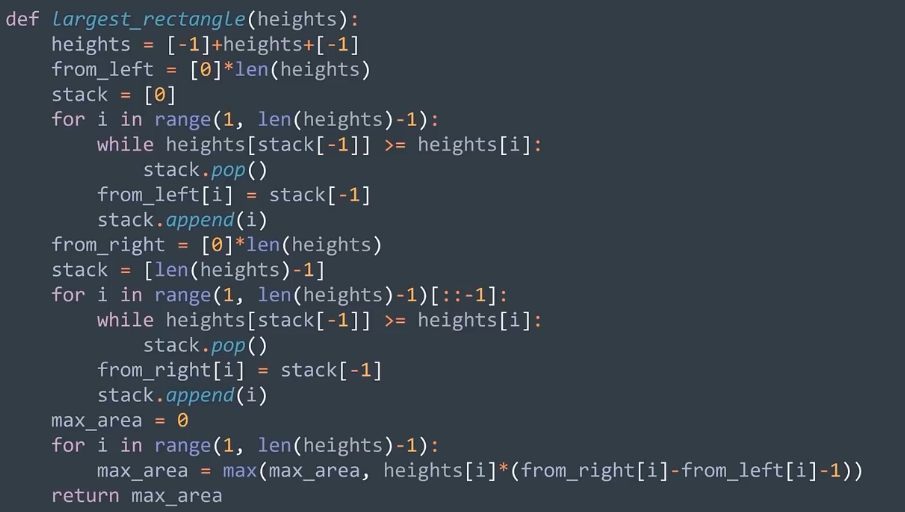 def largest_rectangle(heights):
    heights = [-1]+heights+[-1]
    from_left = [0]*len(heights)
    stack = [0]
    for i in range(1, len(heights)-1):
        while heights[stack[-1]] >= heights[i]:
            stack.pop()
        from_left[i] = stack[-1]
        stack.append(i)
    from_right = [0]*len(heights)
    stack = [len(heights)-1]
    for i in range(1, len(heights)-1)[::-1]:
        while heights[stack[-1]] >= heights[i]:
            stack.pop()
        from_right[i] = stack[-1]
        stack.append(i)
    max_area = 0
    for i in range(1, len(heights)-1):
        max_area = max(max_area, heights[i]*(from_right[i]-from_left[i]-1))
    return max_area